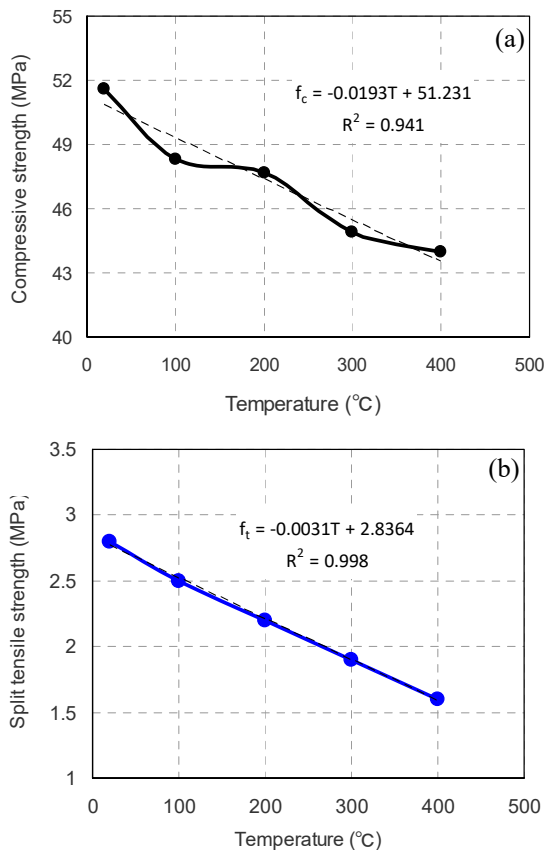 (a)
55
52
49
46
43
40
f_c = -0.0193T + 51.231
R² = 0.941
Compressive strength (MPa)
0 100 200 300 400 500
Temperature (°C)
(b)
3.5
3
2.5
2
1.5
1
f_t = -0.0031T + 2.8364
R² = 0.998
Split tensile strength (MPa)
0 100 200 300 400 500
Temperature (°C)